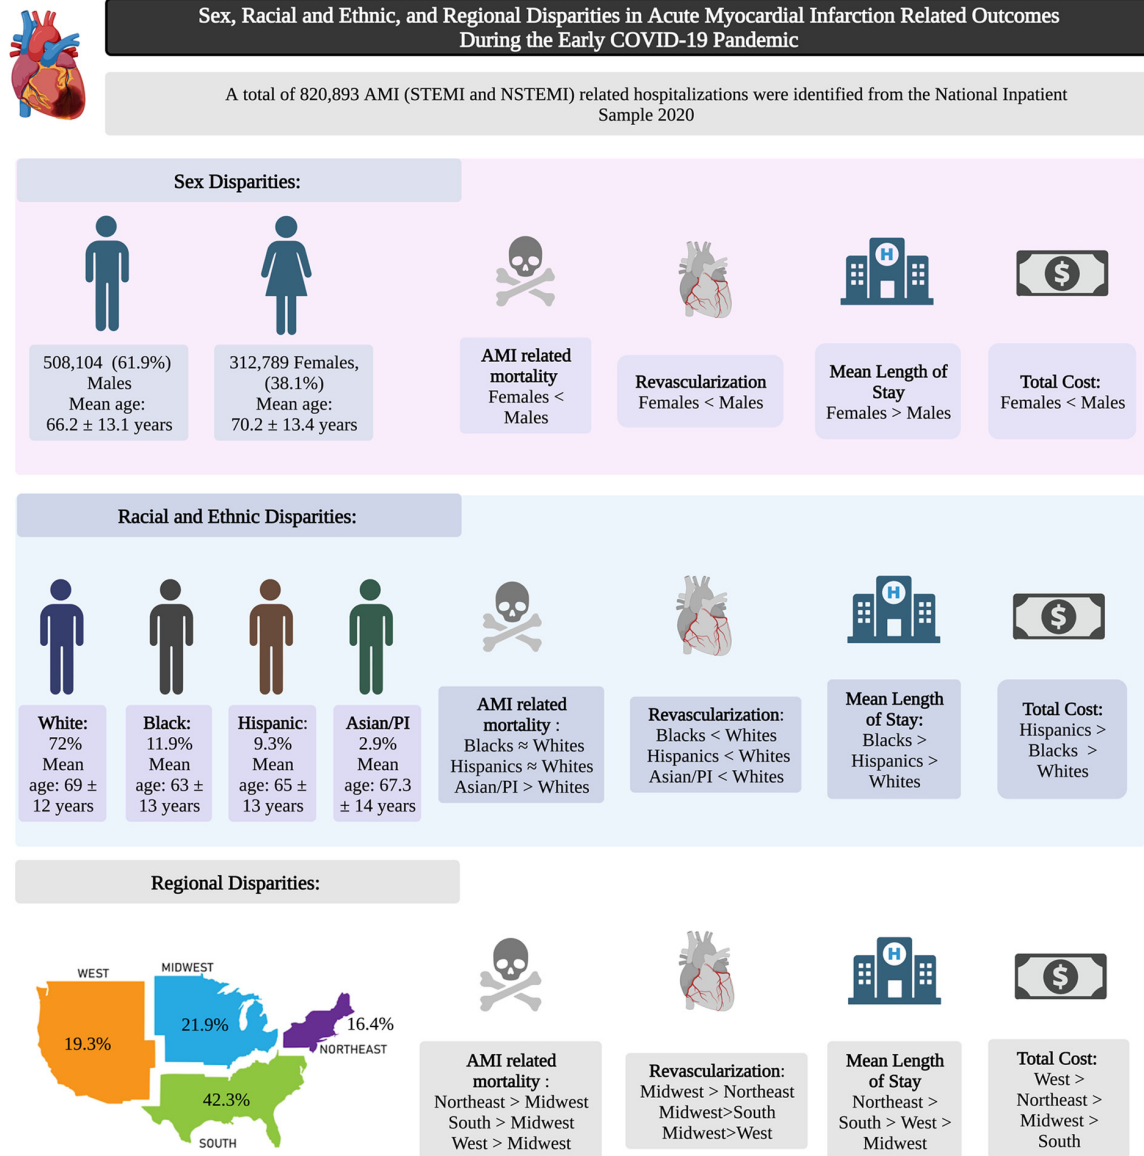 Sex, Racial and Ethnic, and Regional Disparities in Acute Myocardial Infarction Related Outcomes
During the Early COVID-19 Pandemic
A total of 820,893 AMI (STEMI and NSTEMI) related hospitalizations were identified from the National Inpatient
Sample 2020
Sex Disparities:
H
$
508,104 (61.9%)
Males
Mean age:
66.2 ± 13.1 years
312,789 Females,
(38.1%)
Mean age:
70.2 ± 13.4 years
AMI related
mortality
Females <
Males
Revascularization
Females < Males
Mean Length of
Stay
Females > Males
Total Cost:
Females < Males
Racial and Ethnic Disparities:
H
$
White:
72%
Mean
age: 69 ±
12 years
Black:
11.9%
Mean
age: 63 ±
13 years
Hispanic:
9.3%
Mean
age: 65 ±
13 years
Asian/PI
2.9%
Mean
age: 67.3
± 14 years
AMI related
mortality :
Blacks ≈ Whites
Hispanics ≈ Whites
Asian/PI > Whites
Revascularization:
Blacks < Whites
Hispanics < Whites
Asian/PI < Whites
Mean Length
of Stay:
Blacks >
Hispanics >
Whites
Total Cost:
Hispanics >
Blacks >
Whites
Regional Disparities:
WEST
19.3%
MIDWEST
21.9%
16.4%
NORTHEAST
42.3%
SOUTH
H
$
AMI related
mortality :
Northeast > Midwest
South > Midwest
West > Midwest
Revascularization:
Midwest > Northeast
Midwest>South
Midwest>West
Mean Length
of Stay
Northeast >
South > West >
Midwest
Total Cost:
West >
Northeast >
Midwest >
South